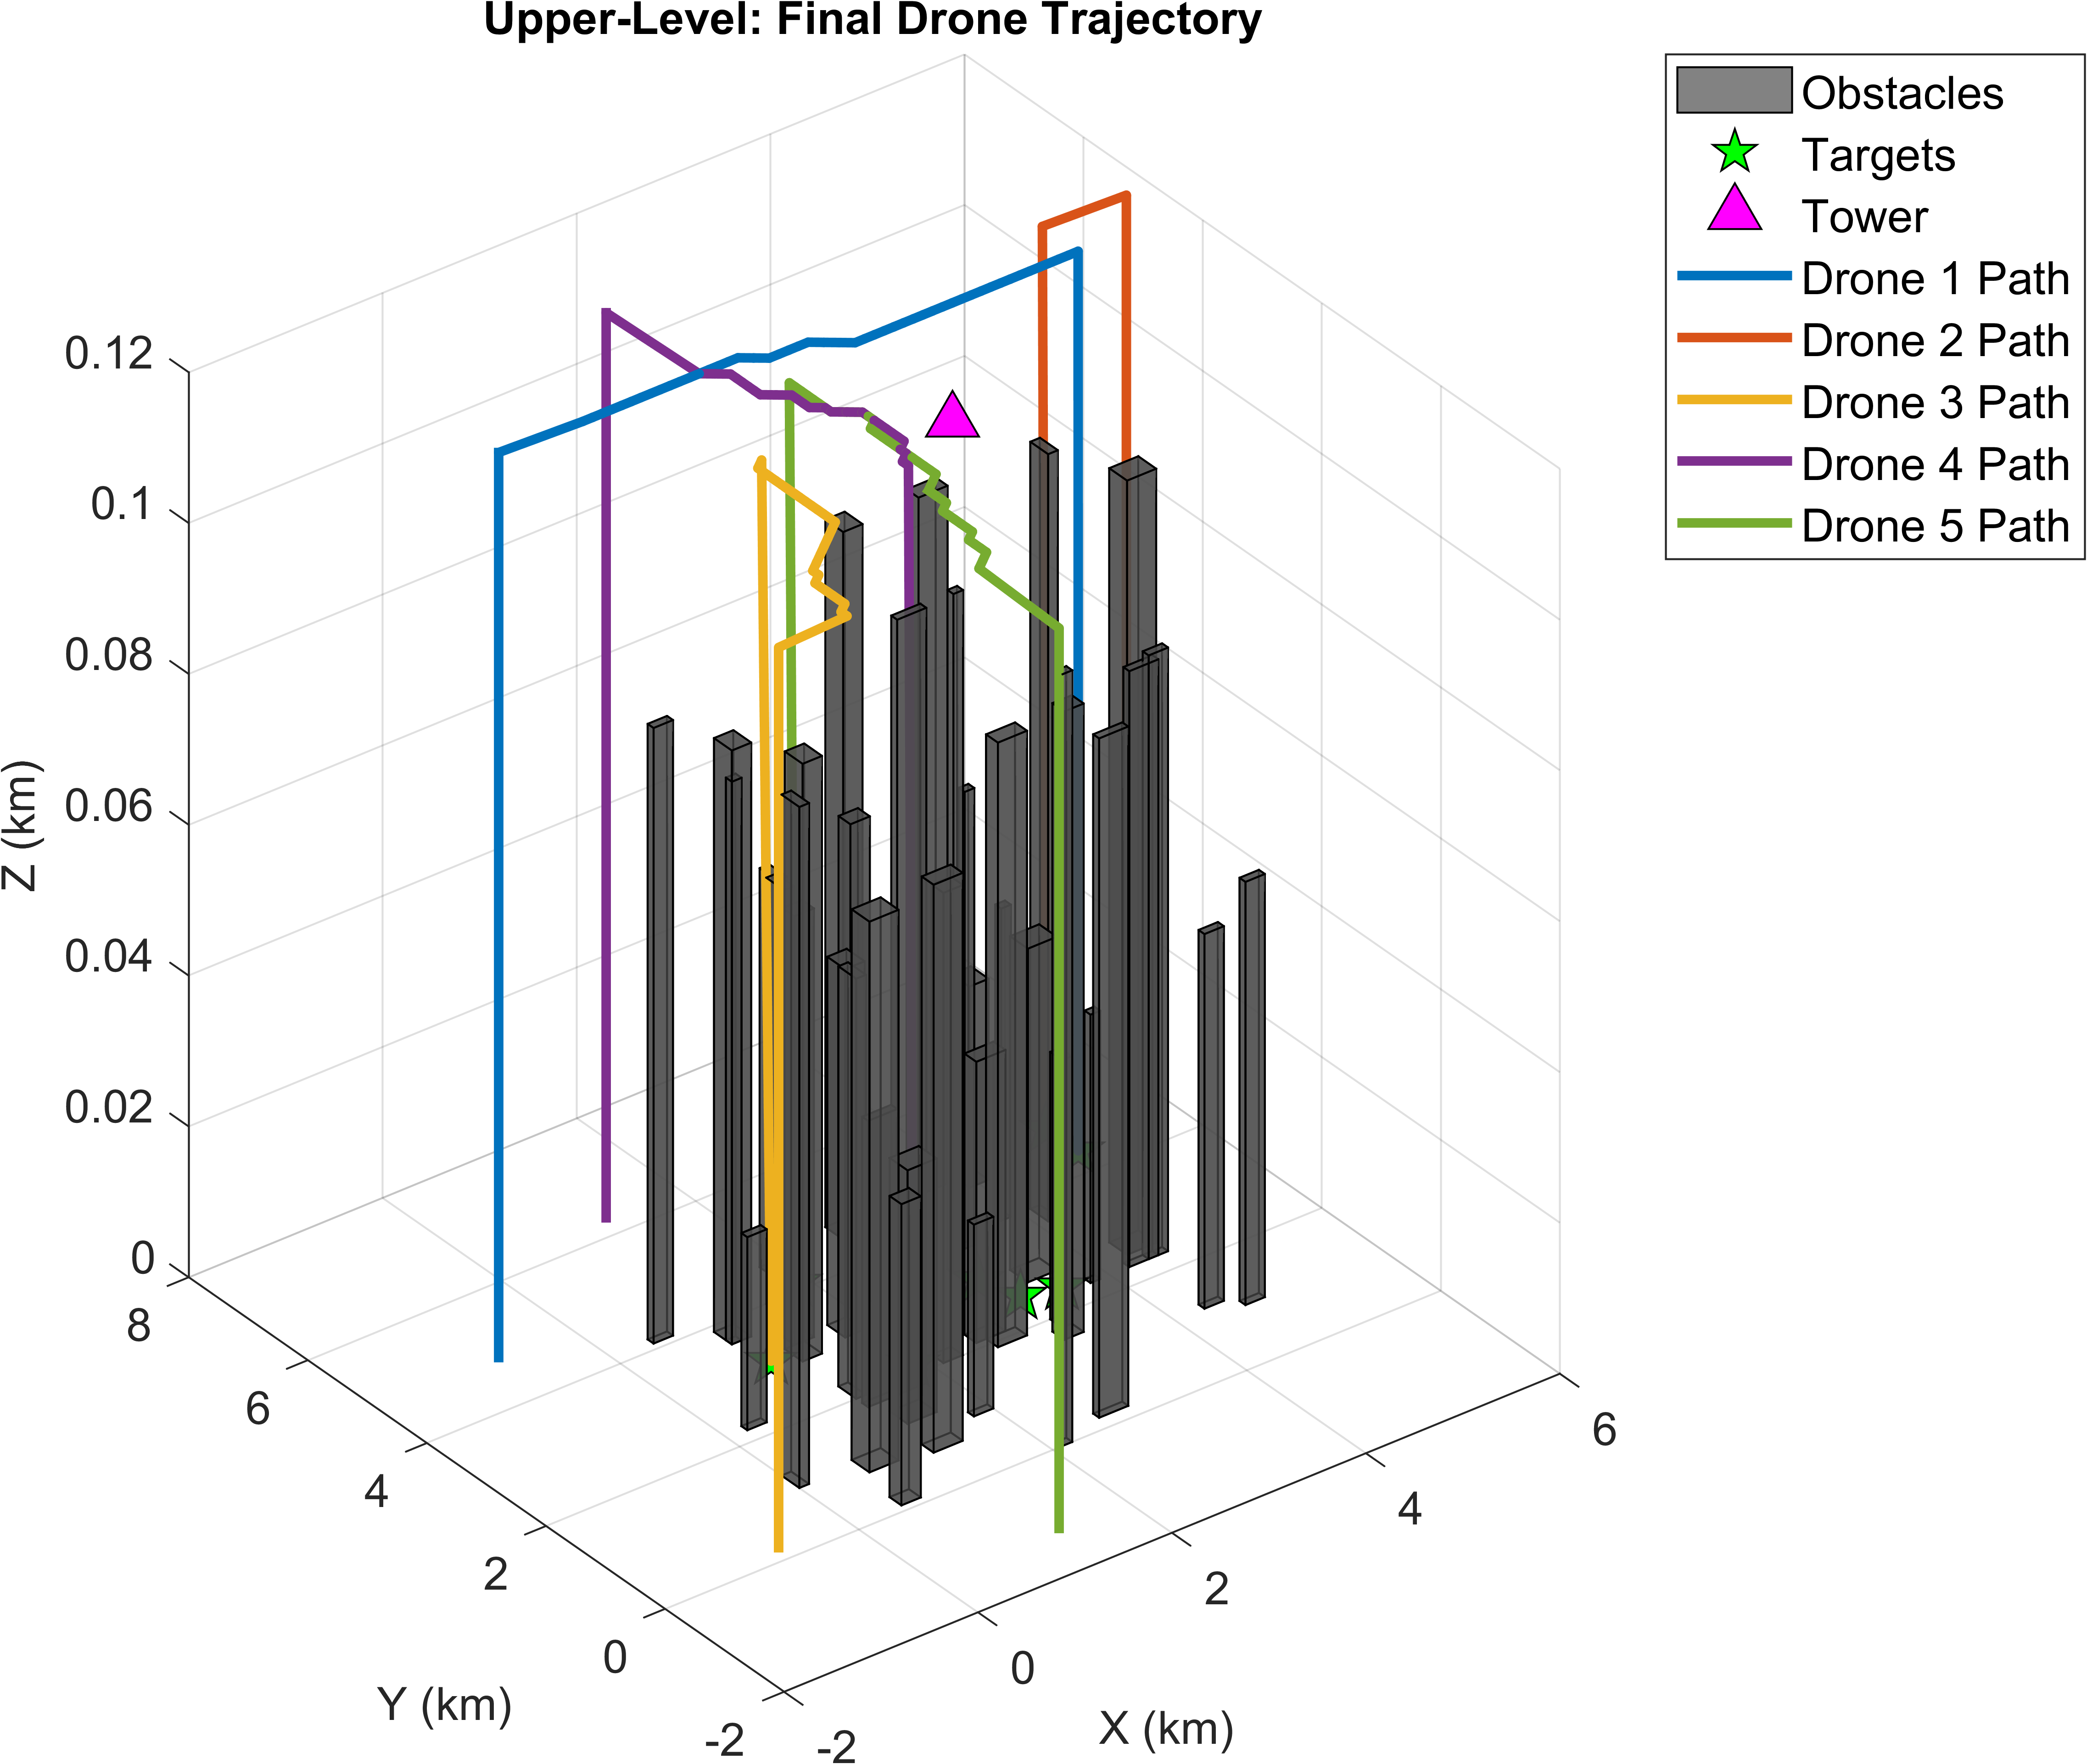 Upper-Level: Final Drone Trajectory
Obstacles
Targets
Tower
Drone 1 Path
Drone 2 Path
Drone 3 Path
Drone 4 Path
Drone 5 Path
0.12
0.1
0.08
0.06
0.04
0.02
0
Z (km)
8
6
4
2
0
-2
Y (km)
-2
0
2
4
6
X (km)